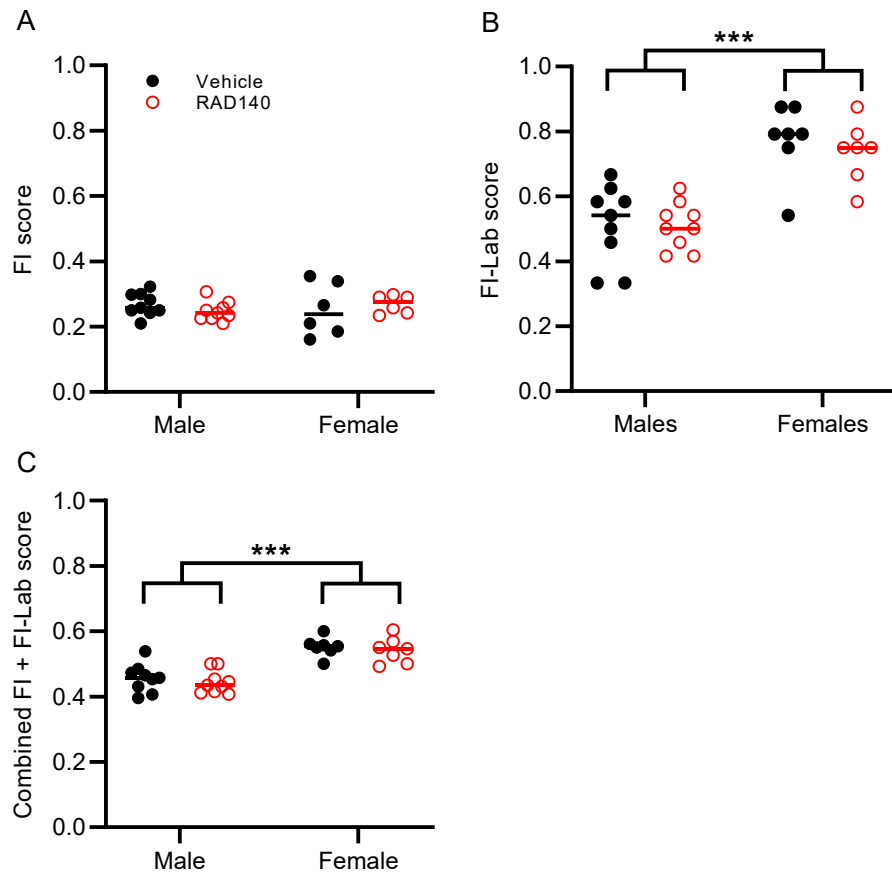 A
FI score
1.0
0.8
0.6
0.4
0.2
0.0
Vehicle
RAD140
Male Female
B
FI-Lab score
1.0
0.8
0.6
0.4
0.2
0.0
***
Males Females
C
Combined FI + FI-Lab score
1.0
0.8
0.6
0.4
0.2
0.0
***
Male Female